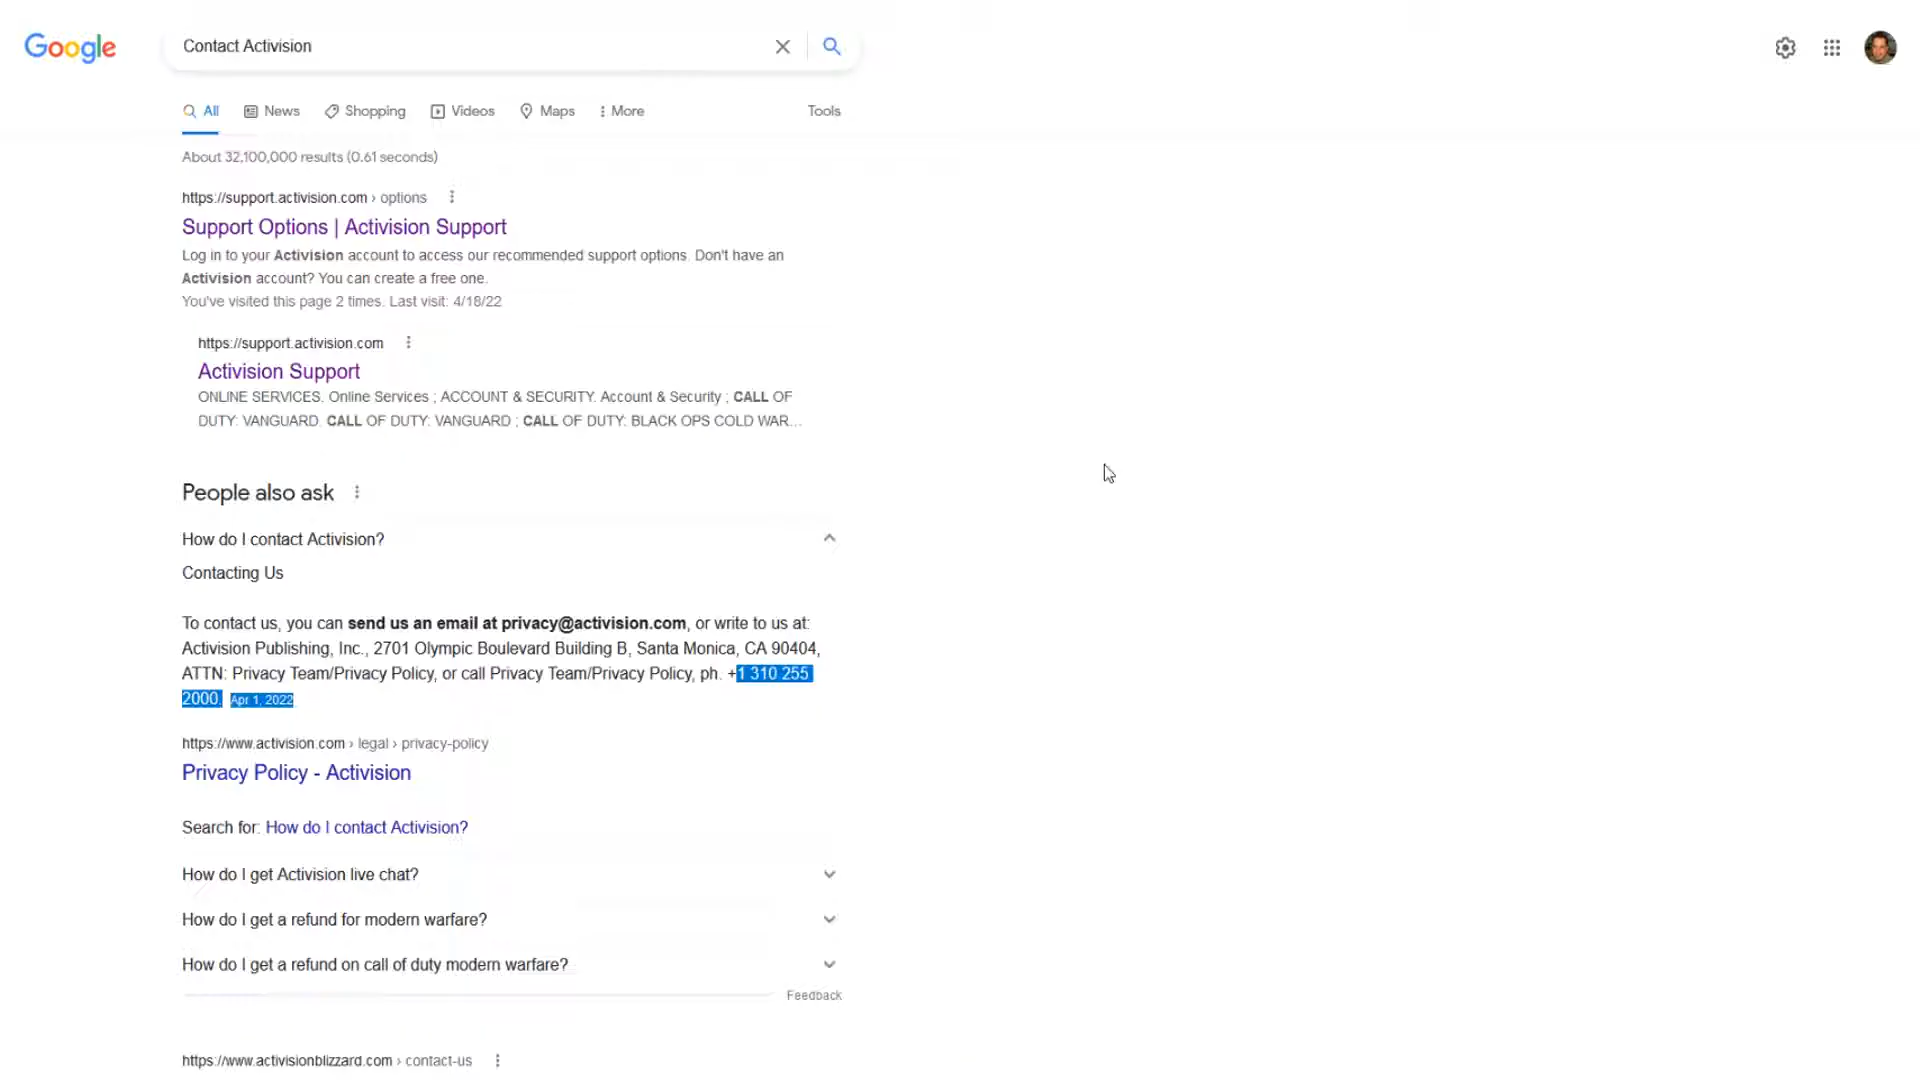 Google
Contact Activision
All News Shopping Videos Maps More Tools
About 32,100,000 results (0.61 seconds)
https://support.activision.com › options
Support Options | Activision Support
Log in to your Activision account to access our recommended support options. Don't have an
Activision account? You can create a free one.
You've visited this page 2 times. Last visit: 4/18/22
https://support.activision.com
Activision Support
ONLINE SERVICES. Online Services ; ACCOUNT & SECURITY. Account & Security ; CALL OF
DUTY: VANGUARD. CALL OF DUTY: VANGUARD ; CALL OF DUTY: BLACK OPS COLD WAR...
People also ask
How do I contact Activision?
Contacting Us
To contact us, you can send us an email at privacy@activision.com, or write to us at:
Activision Publishing, Inc., 2701 Olympic Boulevard Building B, Santa Monica, CA 90404,
ATTN: Privacy Team/Privacy Policy, or call Privacy Team/Privacy Policy, ph. +1 310 255
2000. Apr 1, 2022
https://www.activision.com › legal › privacy-policy
Privacy Policy - Activision
Search for: How do I contact Activision?
How do I get Activision live chat?
How do I get a refund for modern warfare?
How do I get a refund on call of duty modern warfare?
Feedback
https://www.activisionblizzard.com › contact-us